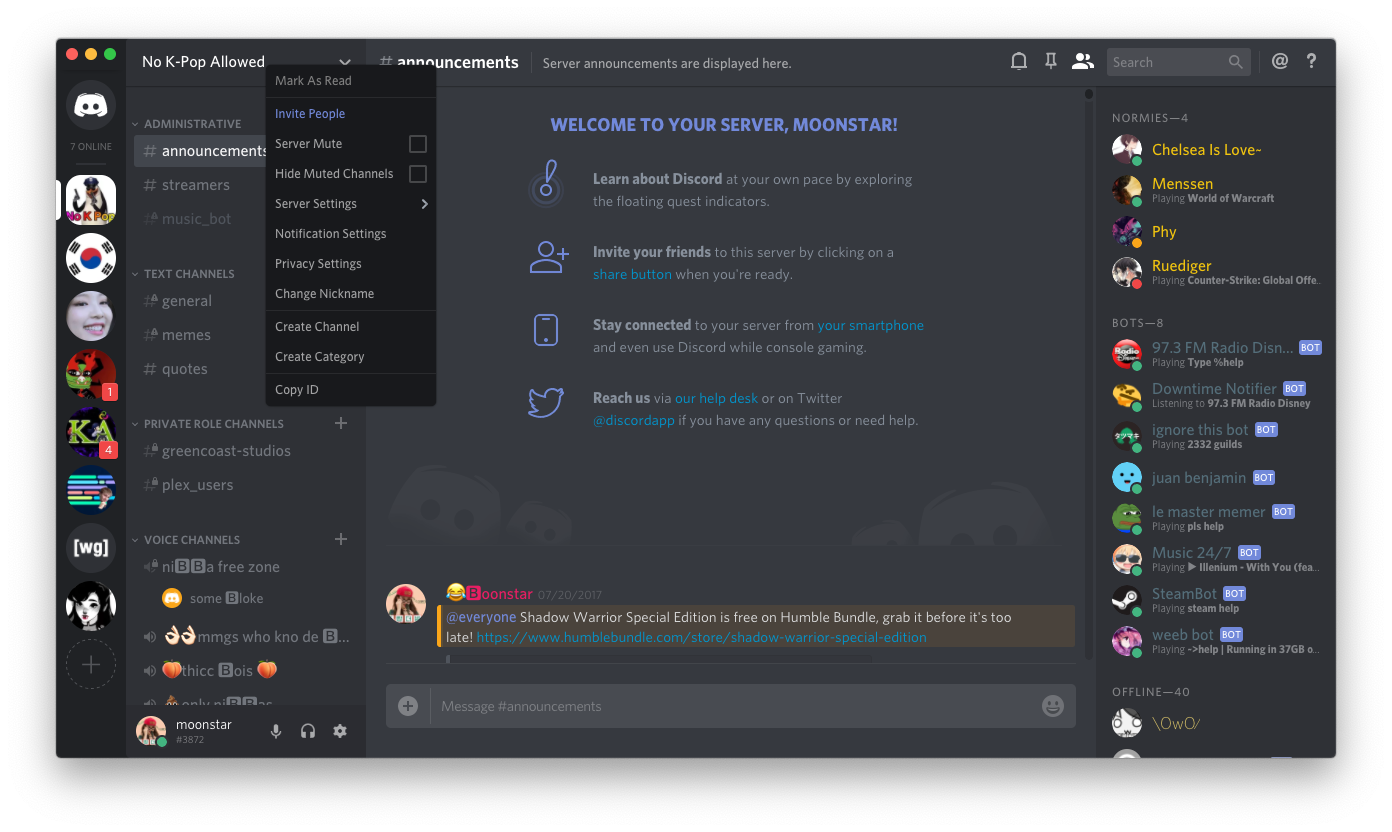 No K-Pop Allowed
# announcements
Server announcements are displayed here.
Search
@
?
7 ONLINE
No K Pop
1
KA
4
[wg]
ADMINISTRATIVE
# announcements
# streamers
# music_bot
TEXT CHANNELS
# general
# memes
# quotes
PRIVATE ROLE CHANNELS
# greencoast-studios
# plex_users
VOICE CHANNELS
ni🅱🅱a free zone
some 🅱loke
👌🏻👌🏻mmgs who kno de 🅱...
🍑thicc 🅱ois 🍑
only ni🅱🅱as
moonstar
#3872
Mark As Read
Invite People
Server Mute
Hide Muted Channels
Server Settings
Notification Settings
Privacy Settings
Change Nickname
Create Channel
Create Category
Copy ID
WELCOME TO YOUR SERVER, MOONSTAR!
Learn about Discord at your own pace by exploring
the floating quest indicators.
Invite your friends to this server by clicking on a
share button when you're ready.
Stay connected to your server from your smartphone
and even use Discord while console gaming.
Reach us via our help desk or on Twitter
@discordapp if you have any questions or need help.
😂🅱oonstar 07/20/2017
@everyone Shadow Warrior Special Edition is free on Humble Bundle, grab it before it's too
late! https://www.humblebundle.com/store/shadow-warrior-special-edition
Message #announcements
NORMIES—4
Chelsea Is Love~
Menssen
Playing World of Warcraft
Phy
Ruediger
Playing Counter-Strike: Global Offe...
BOTS—8
97.3 FM Radio Disn... BOT
Playing Type %help
Downtime Notifier BOT
Listening to 97.3 FM Radio Disney
ignore this bot BOT
Playing 2332 guilds
juan benjamin BOT
le master memer BOT
Playing pls help
Music 24/7 BOT
Playing ▶ Illenium - With You (fea...
SteamBot BOT
Playing steam help
weeb bot BOT
Playing ->help | Running in 37GB o...
OFFLINE—40
\OwO/